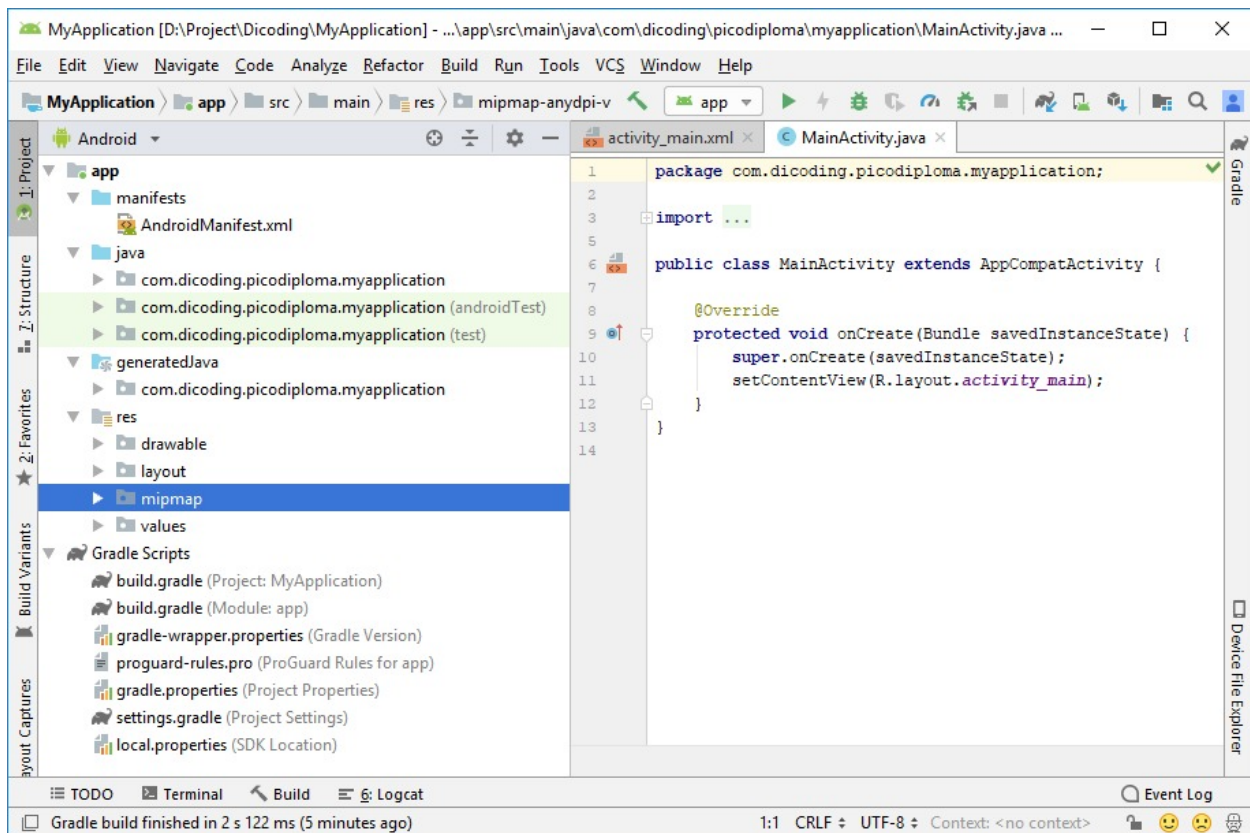 MyApplication [D:\Project\Dicoding\MyApplication] - ...\app\src\main\java\com\dicoding\picodiploma\myapplication\MainActivity.java ...
File Edit View Navigate Code Analyze Refactor Build Run Tools VCS Window Help
MyApplication app src main res mipmap-anydpi-v app
Android
activity_main.xml
MainActivity.java
1: Project
7: Structure
2: Favorites
Build Variants
ayout Captures
app
manifests
AndroidManifest.xml
java
com.dicoding.picodiploma.myapplication
com.dicoding.picodiploma.myapplication (androidTest)
com.dicoding.picodiploma.myapplication (test)
generatedJava
com.dicoding.picodiploma.myapplication
res
drawable
layout
mipmap
values
Gradle Scripts
build.gradle (Project: MyApplication)
build.gradle (Module: app)
gradle-wrapper.properties (Gradle Version)
proguard-rules.pro (ProGuard Rules for app)
gradle.properties (Project Properties)
settings.gradle (Project Settings)
local.properties (SDK Location)
1 package com.dicoding.picodiploma.myapplication;
2
3 import ...
5
6 public class MainActivity extends AppCompatActivity {
7
8 @Override
9 protected void onCreate(Bundle savedInstanceState) {
10 super.onCreate(savedInstanceState);
11 setContentView(R.layout.activity_main);
12 }
13 }
14
Gradle
Device File Explorer
TODO Terminal Build 6: Logcat Event Log
Gradle build finished in 2 s 122 ms (5 minutes ago) 1:1 CRLF UTF-8 Context: <no context>